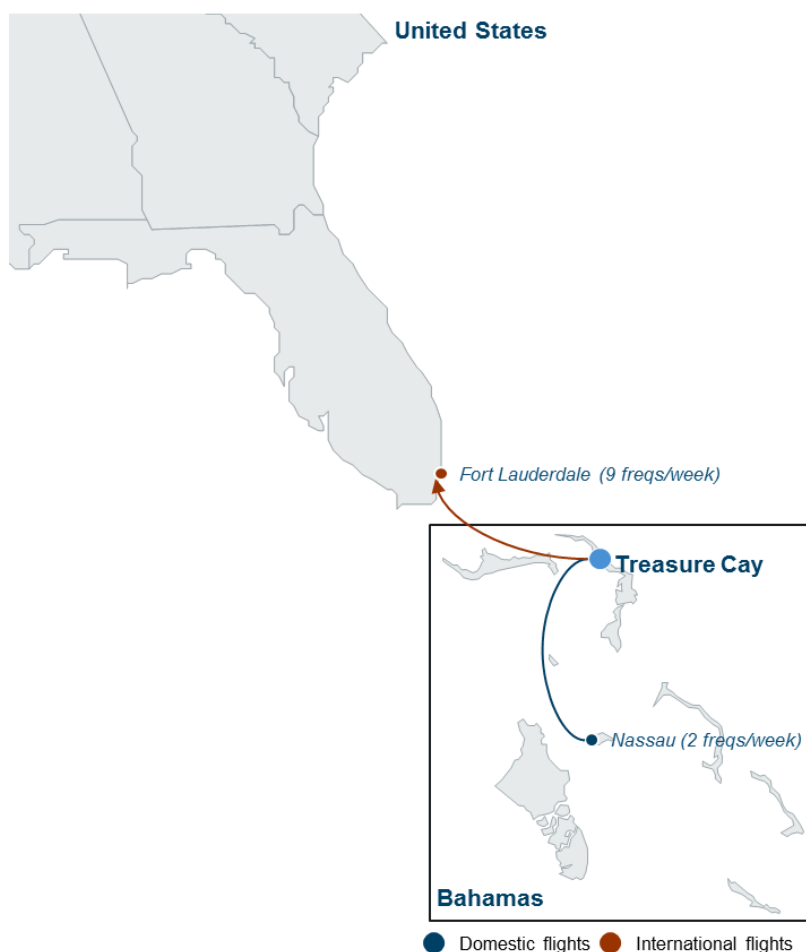 United States
Fort Lauderdale (9 freqs/week)
Treasure Cay
Nassau (2 freqs/week)
Bahamas
Domestic flights International flights